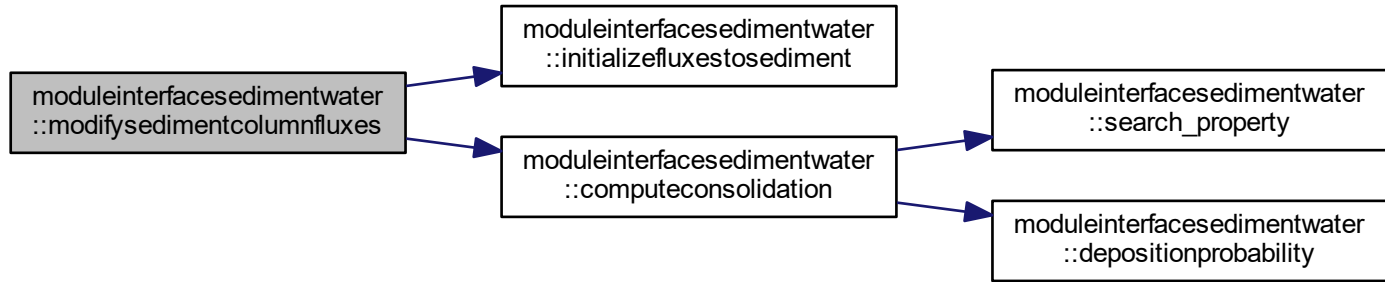 moduleinterfacesedimentwater
::modifysedimentcolumnfluxes
moduleinterfacesedimentwater
::initializefluxestosediment
moduleinterfacesedimentwater
::computeconsolidation
moduleinterfacesedimentwater
::search_property
moduleinterfacesedimentwater
::depositionprobability